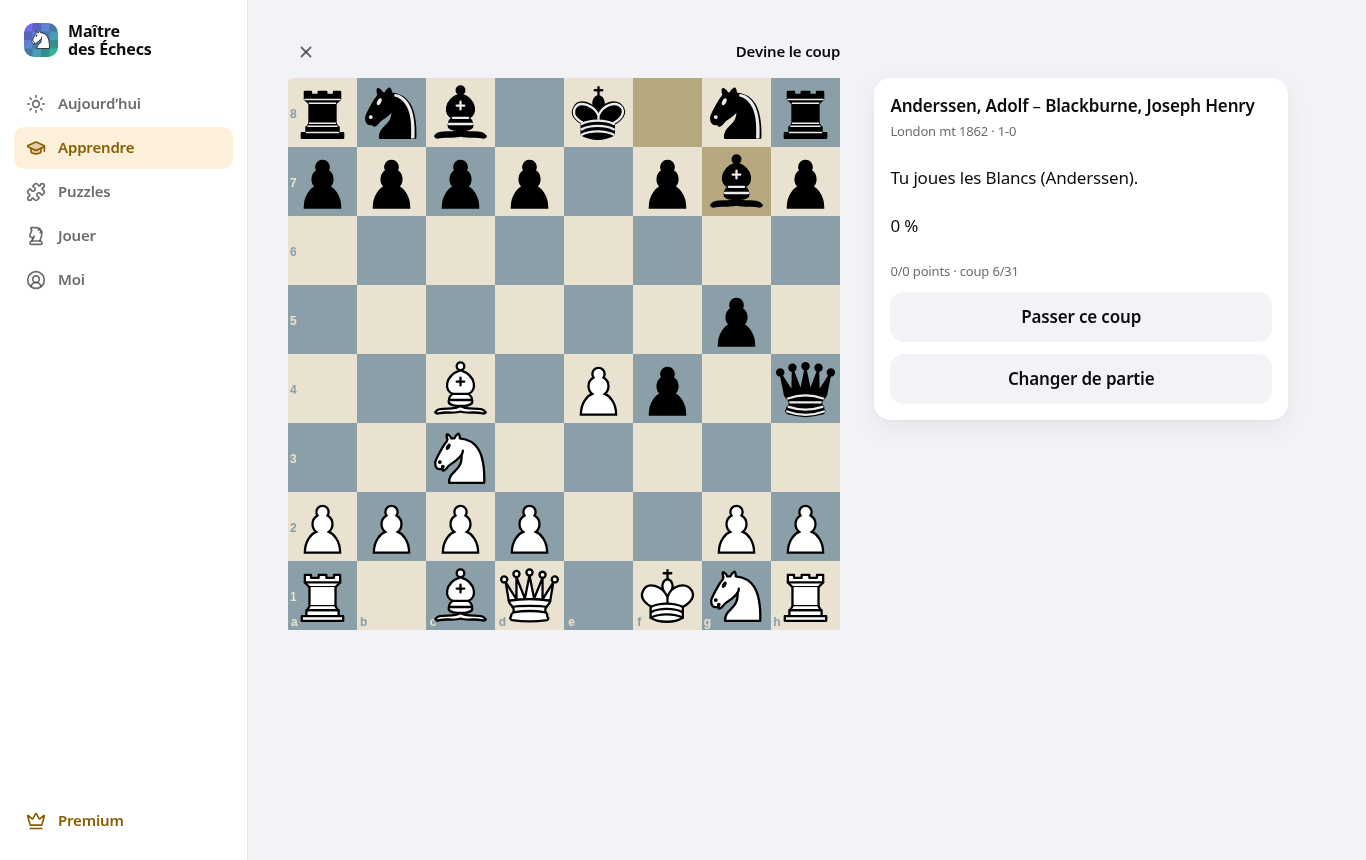 Maître
des Échecs
Aujourd'hui
Apprendre
Puzzles
Jouer
Moi
Premium
Devine le coup
8
7
6
5
4
3
2
1
a
b
c
d
e
f
g
h
Anderssen, Adolf – Blackburne, Joseph Henry
London mt 1862 · 1-0
Tu joues les Blancs (Anderssen).
0 %
0/0 points · coup 6/31
Passer ce coup
Changer de partie